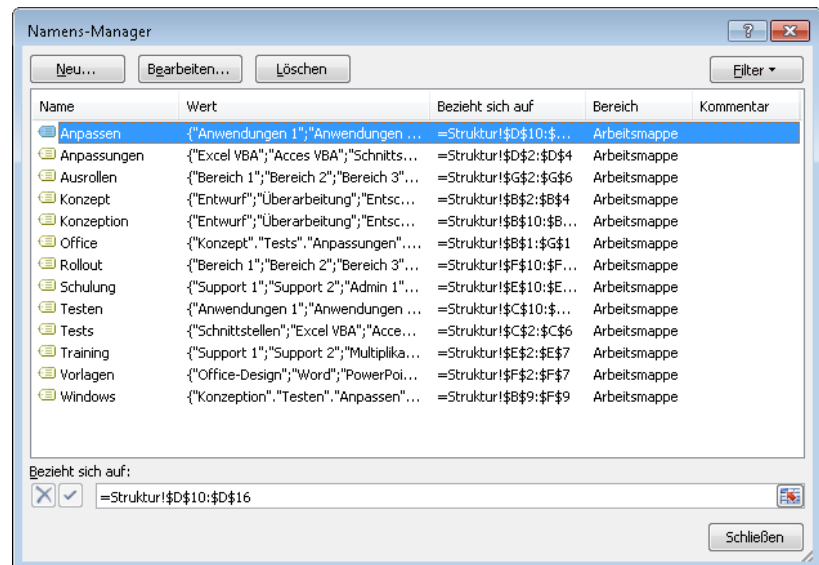 Namens-Manager
Neu... Bearbeiten... Löschen Filter
Name Wert Bezieht sich auf Bereich Kommentar
Anpassen {"Anwendungen 1";"Anwendungen ... =Struktur!$D$10:$... Arbeitsmappe
Anpassungen {"Excel VBA";"Acces VBA";"Schnitts... =Struktur!$D$2:$D$4 Arbeitsmappe
Ausrollen {"Bereich 1";"Bereich 2";"Bereich 3"... =Struktur!$G$2:$G$6 Arbeitsmappe
Konzept {"Entwurf";"Überarbeitung";"Entsc... =Struktur!$B$2:$B$4 Arbeitsmappe
Konzeption {"Entwurf";"Überarbeitung";"Entsc... =Struktur!$B$10:$B... Arbeitsmappe
Office {"Konzept"."Tests"."Anpassungen".... =Struktur!$B$1:$G$1 Arbeitsmappe
Rollout {"Bereich 1";"Bereich 2";"Bereich 3"... =Struktur!$F$10:$F... Arbeitsmappe
Schulung {"Support 1";"Support 2";"Admin 1"... =Struktur!$E$10:$E... Arbeitsmappe
Testen {"Anwendungen 1";"Anwendungen ... =Struktur!$C$10:$... Arbeitsmappe
Tests {"Schnittstellen";"Excel VBA";"Acce... =Struktur!$C$2:$C$6 Arbeitsmappe
Training {"Support 1";"Support 2";"Multiplika... =Struktur!$E$2:$E$7 Arbeitsmappe
Vorlagen {"Office-Design";"Word";"PowerPoi... =Struktur!$F$2:$F$7 Arbeitsmappe
Windows {"Konzeption"."Testen"."Anpassen"... =Struktur!$B$9:$F$9 Arbeitsmappe
Bezieht sich auf:
=Struktur!$D$10:$D$16
Schließen